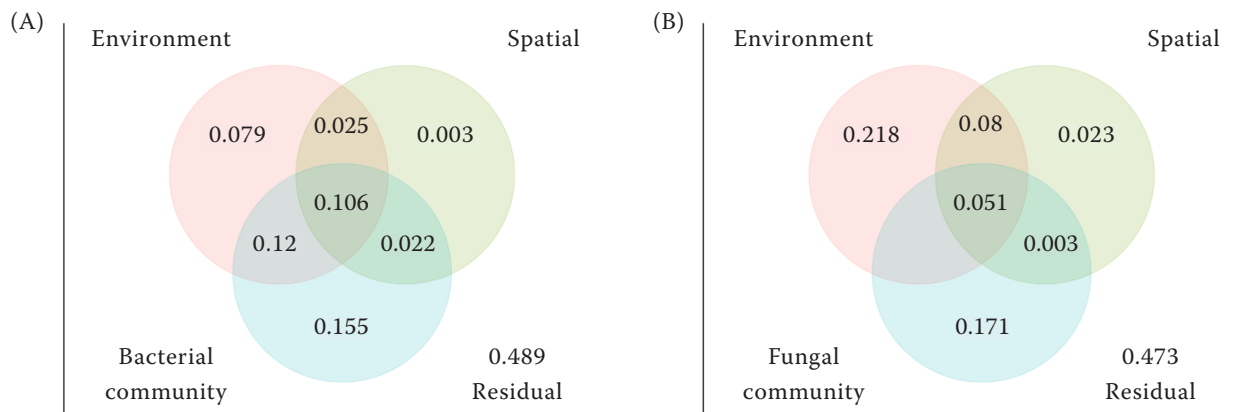 (A)
Environment
Spatial
0.079
0.025
0.003
0.106
0.12
0.022
0.155
Bacterial
community
0.489
Residual
(B)
Environment
Spatial
0.218
0.08
0.023
0.051
0.003
0.171
Fungal
community
0.473
Residual